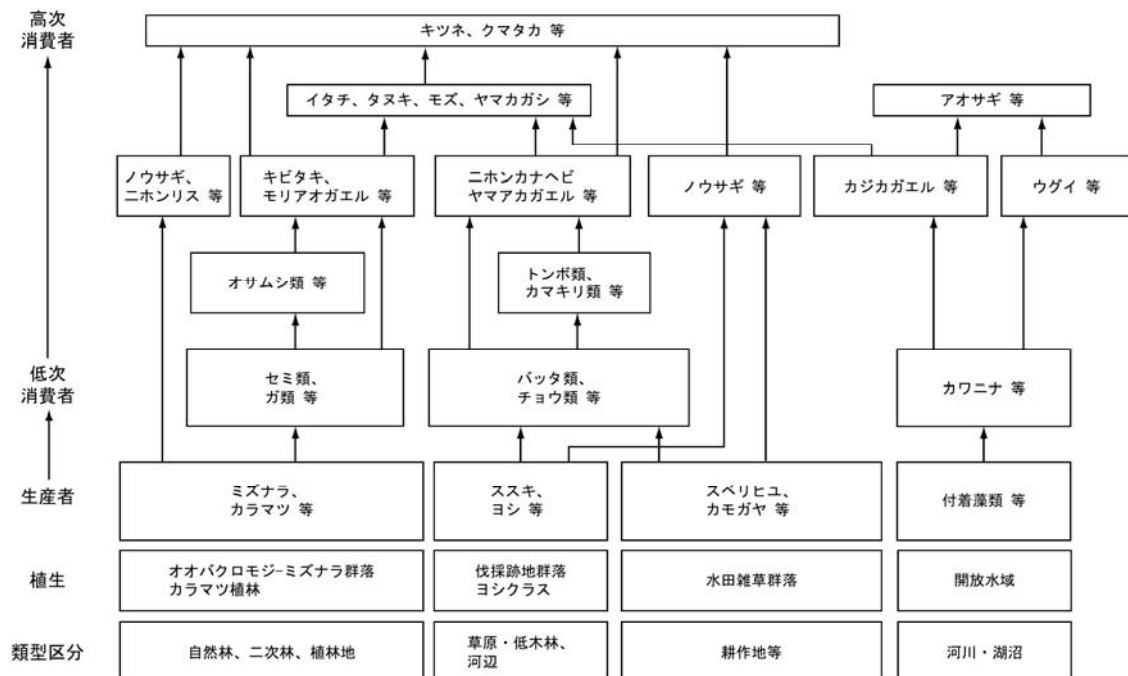 高次
消費者
キツネ、クマタカ 等
イタチ、タヌキ、モズ、ヤマカガシ 等
アオサギ 等
ノウサギ、
ニホンリス 等
キビタキ、
モリアオガエル 等
ニホンカナヘビ
ヤマアカガエル 等
ノウサギ 等
カジカガエル 等
ウグイ 等
オサムシ類 等
トンボ類、
カマキリ類 等
低次
消費者
セミ類、
ガ類 等
バッタ類、
チョウ類 等
カワニナ 等
生産者
ミズナラ、
カラマツ 等
ススキ、
ヨシ 等
スベリヒユ、
カモガヤ 等
付着藻類 等
植生
オオバクロモジ−ミズナラ群落
カラマツ植林
伐採跡地群落
ヨシクラス
水田雑草群落
開放水域
類型区分
自然林、二次林、植林地
草原・低木林、
河辺
耕作地等
河川・湖沼